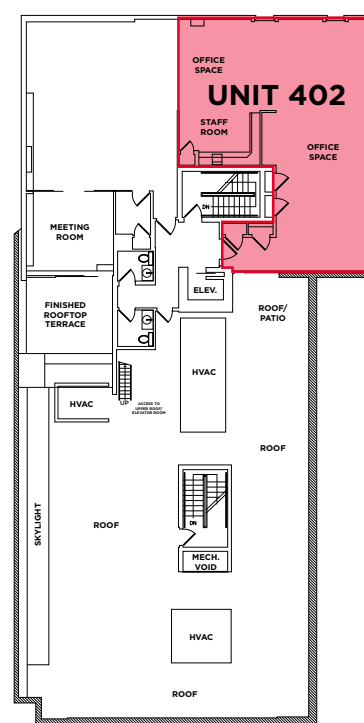 OFFICE
SPACE
UNIT 402
STAFF
ROOM
OFFICE
SPACE
DN
MEETING
ROOM
ELEV.
FINISHED
ROOFTOP
TERRACE
ROOF/
PATIO
HVAC
HVAC
UP
ACCESS TO
UPPER ROOF/
ELEVATOR ROOM
ROOF
SKYLIGHT
ROOF
DN
MECH.
VOID
HVAC
ROOF